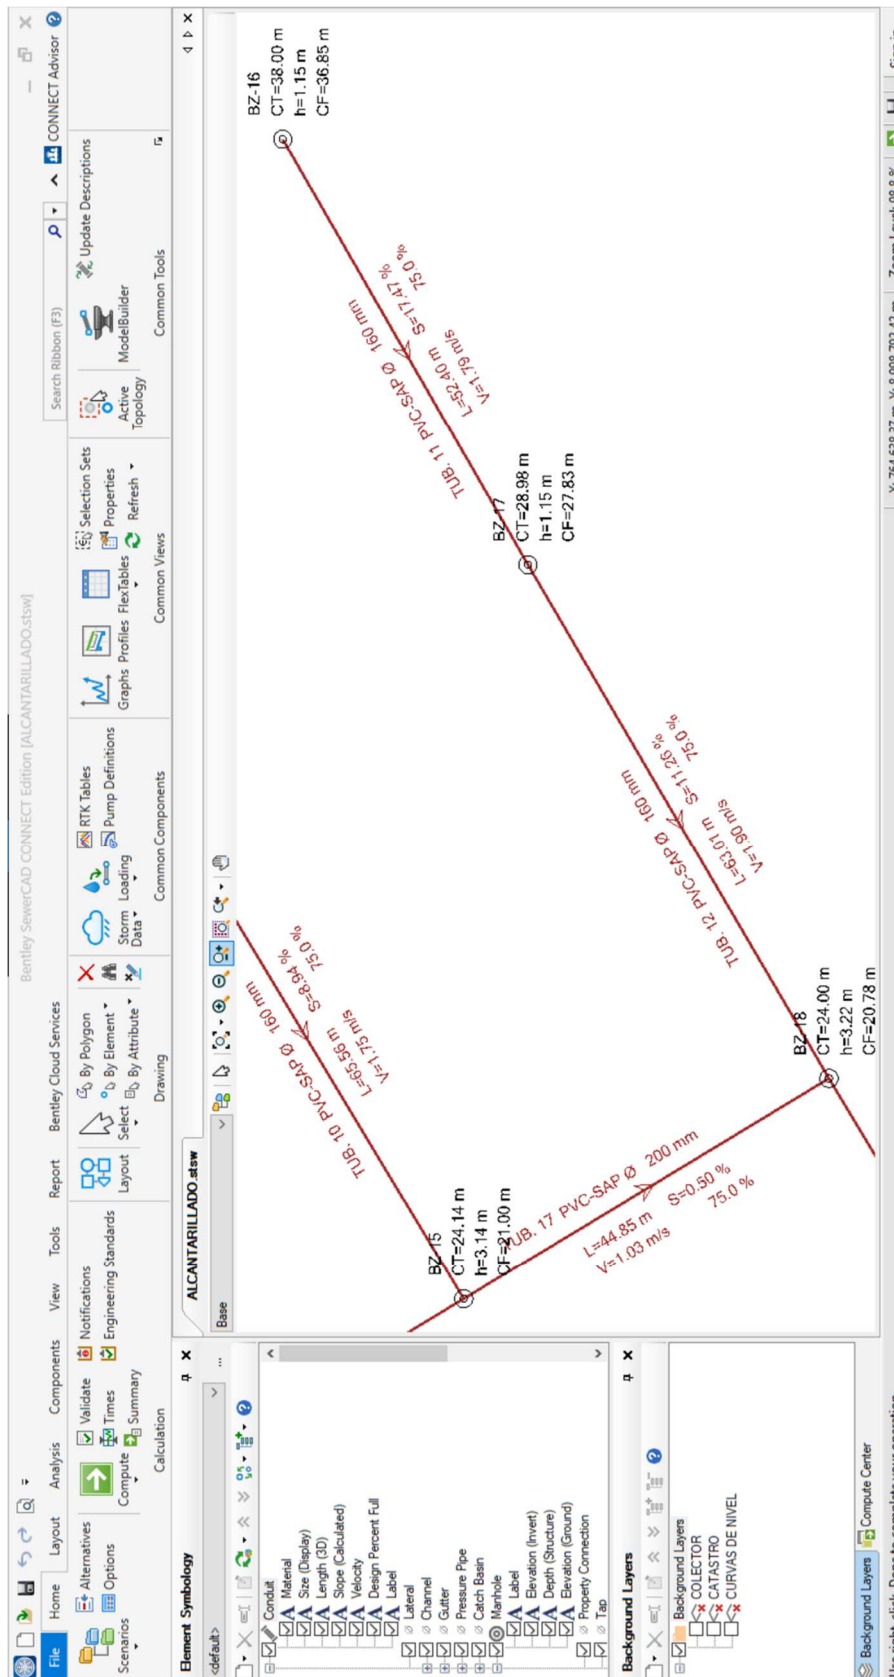 Bentley SewerCAD CONNECT Edition [ALCANTARILLADO.stsw]
File
Home
Layout
Analysis
Components
View
Tools
Report
Bentley Cloud Services
Search Ribbon (F3)
CONNECT Advisor
Scenarios
Alternatives
Options
Compute
Validate
Times
Summary
Notifications
Engineering Standards
Calculation
Layout
Select
By Polygon
By Element
By Attribute
Drawing
Storm Data
Loading
RTK Tables
Pump Definitions
Common Components
Graphs
Profiles
FlexTables
Selection Sets
Properties
Refresh
Common Views
Active Topology
ModelBuilder
Update Descriptions
Common Tools
Element Symbology
<default>
...
Conduit
Material
Size (Display)
Length (3D)
Slope (Calculated)
Velocity
Design Percent Full
Label
Lateral
Channel
Gutter
Pressure Pipe
Catch Basin
Manhole
Label
Elevation (Invert)
Depth (Structure)
Elevation (Ground)
Property Connection
Tap
Background Layers
Background Layers
COLECTOR
CATASTRO
CURVAS DE NIVEL
Background Layers
Compute Center
ALCANTARILLADO.stsw
Base
BZ-16
CT=38.00 m
h=1.15 m
CF=36.85 m
TUB. 11 PVC-SAP Ø 160 mm
L=52.40 m S=17.47 %
V=1.79 m/s 75.0 %
BZ-17
CT=28.98 m
h=1.15 m
CF=27.83 m
TUB. 10 PVC-SAP Ø 160 mm
L=65.56 m S=8.94 %
V=1.75 m/s 75.0 %
TUB. 12 PVC-SAP Ø 160 mm
L=63.01 m S=11.26 %
V=1.90 m/s 75.0 %
BZ-15
CT=24.14 m
h=3.14 m
CF=21.00 m
TUB. 17 PVC-SAP Ø 200 mm
L=44.85 m S=0.50 %
V=1.03 m/s 75.0 %
BZ-18
CT=24.00 m
h=3.22 m
CF=20.78 m